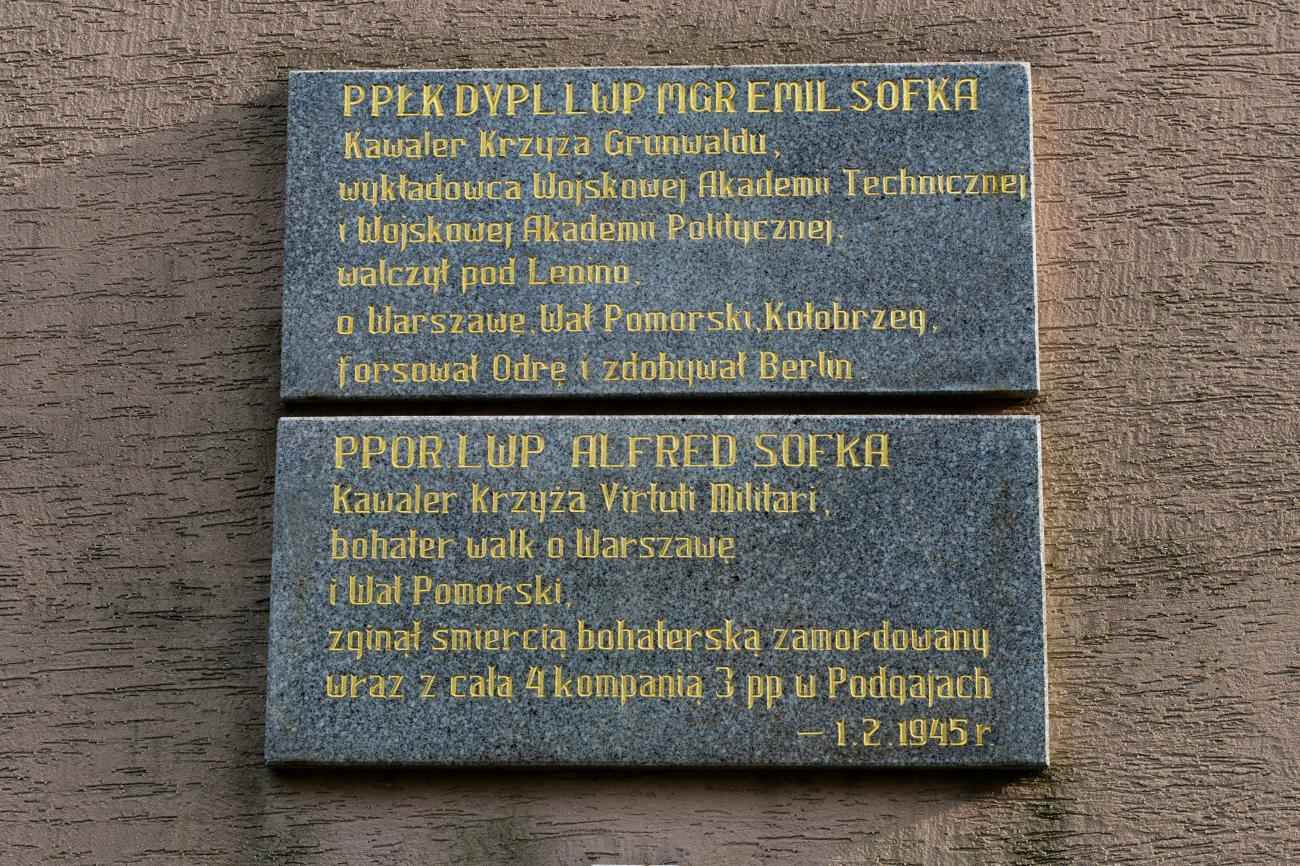 PPŁK DYPL LWP MGR EMIL SOFKA
Kawaler Krzyza Grunwaldu,
wykładowca Wojskowej Akademii Technicznej
i Wojskowej Akademii Politycznej.
walczył pod Lenino,
o Warszawe, Wał Pomorski, Kołobrzeg,
forsował Odrę i zdobywał Berlin.
PPOR. LWP ALFRED SOFKA
Kawaler Krzyża Virtuti Militari,
bohater walk o Warszawę
i Wał Pomorski,
zginął śmiercią bohaterską zamordowany
wraz z całą 4 kompanią 3 pp w Podgajach
– 1.2.1945 r.